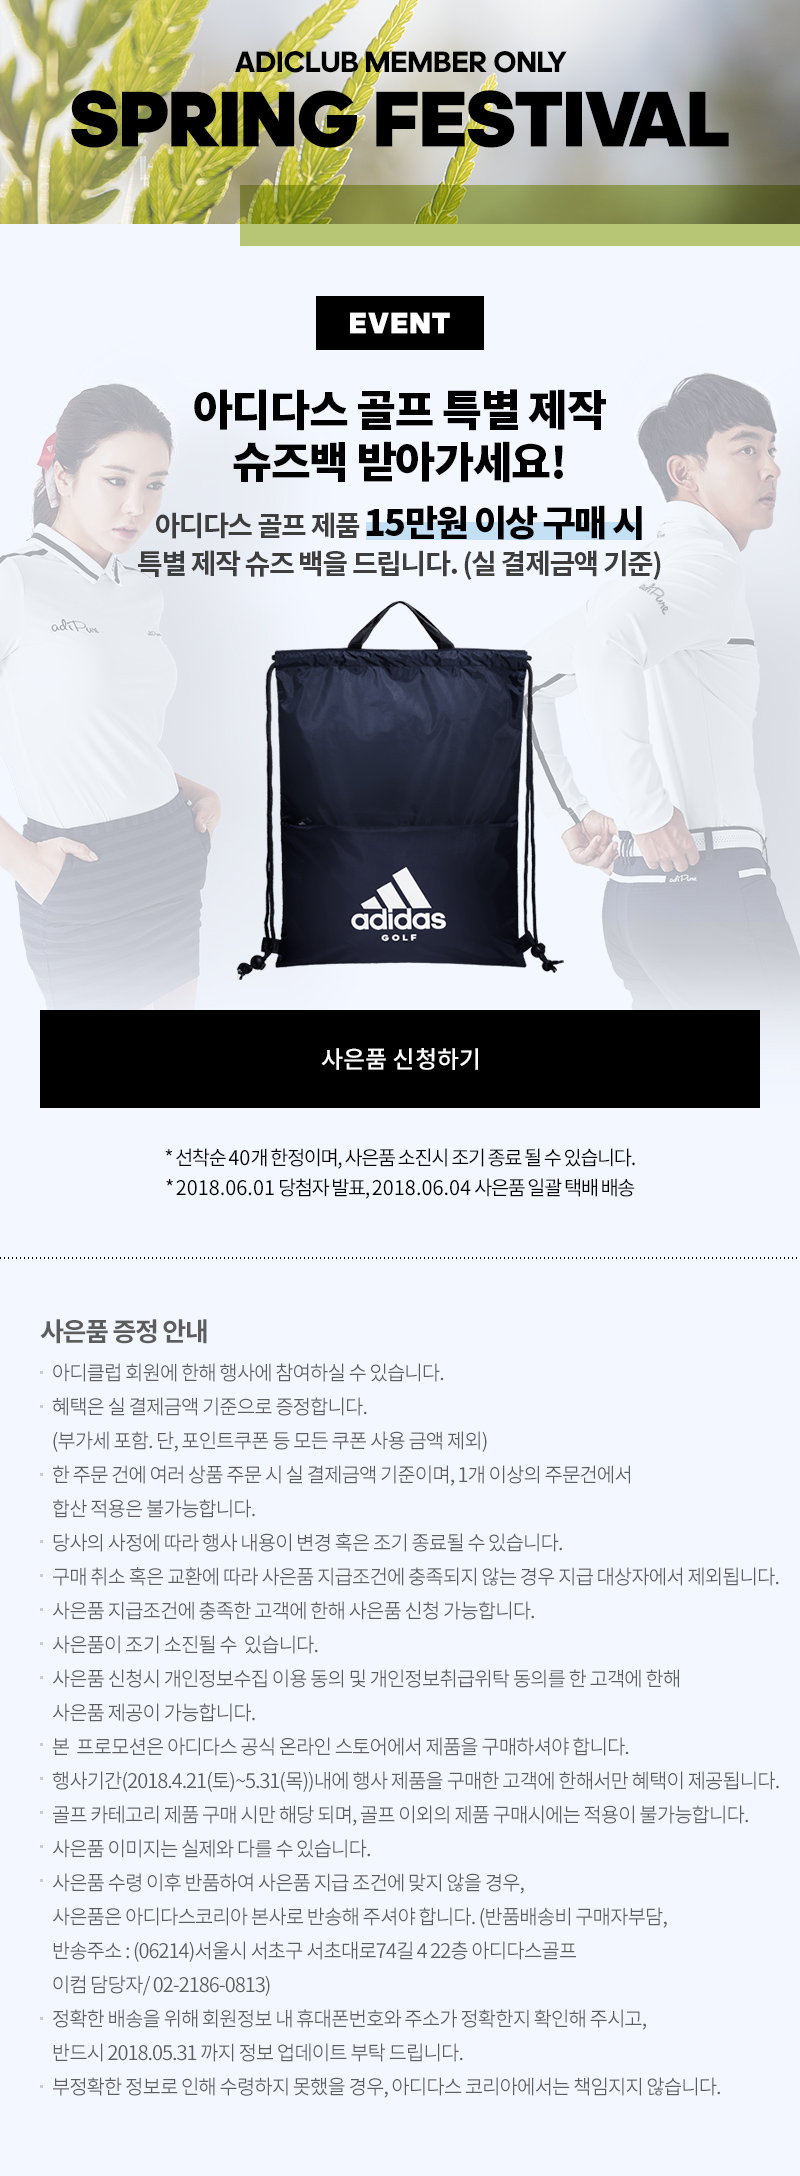 ADICLUB MEMBER ONLY
SPRING FESTIVAL
EVENT
아디다스 골프 특별 제작
슈즈백 받아가세요!
아디다스 골프 제품 15만원 이상 구매 시
특별 제작 슈즈 백을 드립니다. (실 결제금액 기준)
adiPure
adiPure
adiPure
adidas
GOLF
사은품 신청하기
* 선착순 40개 한정이며, 사은품 소진시 조기 종료 될 수 있습니다.
* 2018.06.01 당첨자 발표, 2018.06.04 사은품 일괄 택배 배송
사은품 증정 안내
· 아디클럽 회원에 한해 행사에 참여하실 수 있습니다.
· 혜택은 실 결제금액 기준으로 증정합니다.
(부가세 포함. 단, 포인트쿠폰 등 모든 쿠폰 사용 금액 제외)
· 한 주문 건에 여러 상품 주문 시 실 결제금액 기준이며, 1개 이상의 주문건에서
합산 적용은 불가능합니다.
· 당사의 사정에 따라 행사 내용이 변경 혹은 조기 종료될 수 있습니다.
· 구매 취소 혹은 교환에 따라 사은품 지급조건에 충족되지 않는 경우 지급 대상자에서 제외됩니다.
· 사은품 지급조건에 충족한 고객에 한해 사은품 신청 가능합니다.
· 사은품이 조기 소진될 수 있습니다.
· 사은품 신청시 개인정보수집 이용 동의 및 개인정보취급위탁 동의를 한 고객에 한해
사은품 제공이 가능합니다.
· 본 프로모션은 아디다스 공식 온라인 스토어에서 제품을 구매하셔야 합니다.
· 행사기간(2018.4.21(토)~5.31(목))내에 행사 제품을 구매한 고객에 한해서만 혜택이 제공됩니다.
· 골프 카테고리 제품 구매 시만 해당 되며, 골프 이외의 제품 구매시에는 적용이 불가능합니다.
· 사은품 이미지는 실제와 다를 수 있습니다.
· 사은품 수령 이후 반품하여 사은품 지급 조건에 맞지 않을 경우,
사은품은 아디다스코리아 본사로 반송해 주셔야 합니다. (반품배송비 구매자부담,
반송주소 : (06214)서울시 서초구 서초대로74길 4 22층 아디다스골프
이컴 담당자/ 02-2186-0813)
· 정확한 배송을 위해 회원정보 내 휴대폰번호와 주소가 정확한지 확인해 주시고,
반드시 2018.05.31 까지 정보 업데이트 부탁 드립니다.
· 부정확한 정보로 인해 수령하지 못했을 경우, 아디다스 코리아에서는 책임지지 않습니다.